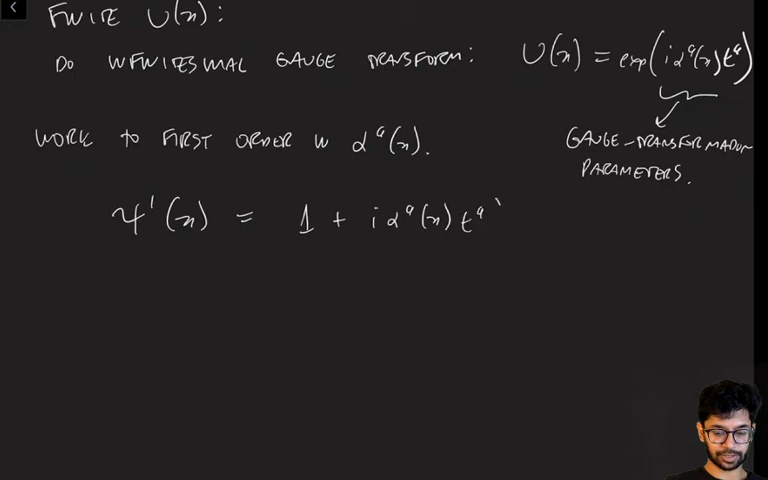 FINITE U(x):
DO INFINITESIMAL GAUGE TRANSFORM: U(x) = exp(iα^a(x)t^a)
WORK TO FIRST ORDER IN α^a(x).
GAUGE-TRANSFORMATION
PARAMETERS.
ψ'(x) = 1 + iα^a(x)t^a